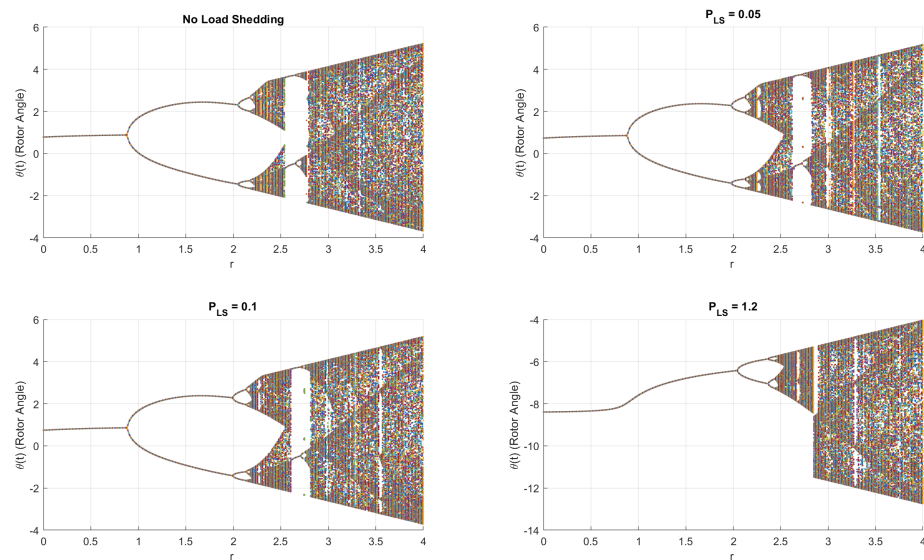 No Load Shedding
6
4
2
0
-2
-4
0 0.5 1 1.5 2 2.5 3 3.5 4
r
θ(t) (Rotor Angle)
P_LS = 0.05
6
4
2
0
-2
-4
0 0.5 1 1.5 2 2.5 3 3.5 4
r
θ(t) (Rotor Angle)
P_LS = 0.1
6
4
2
0
-2
-4
0 0.5 1 1.5 2 2.5 3 3.5 4
r
θ(t) (Rotor Angle)
P_LS = 1.2
-4
-6
-8
-10
-12
-14
0 0.5 1 1.5 2 2.5 3 3.5 4
r
θ(t) (Rotor Angle)